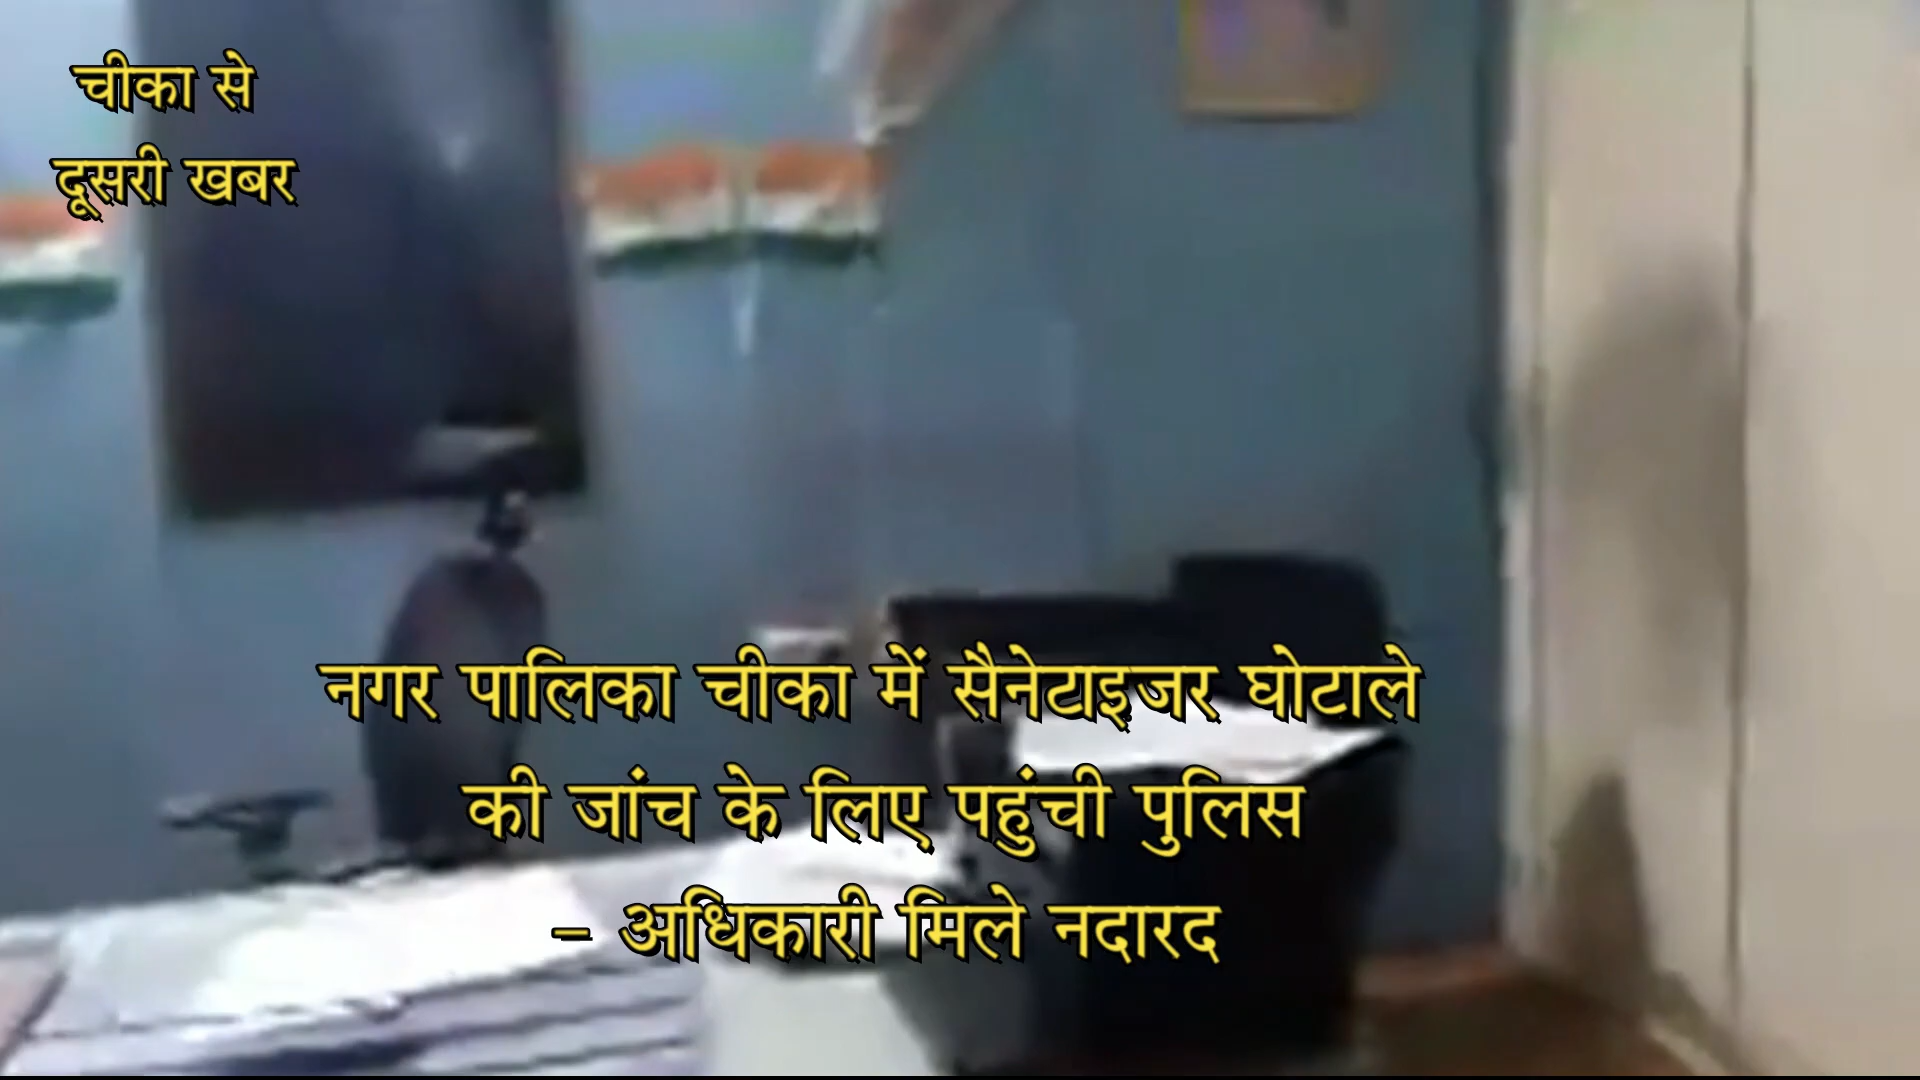 चीका से
दूसरी खबर
नगर पालिका चीका में सैनेटाइजर घोटाले
की जांच के लिए पहुंची पुलिस
– अधिकारी मिले नदारद